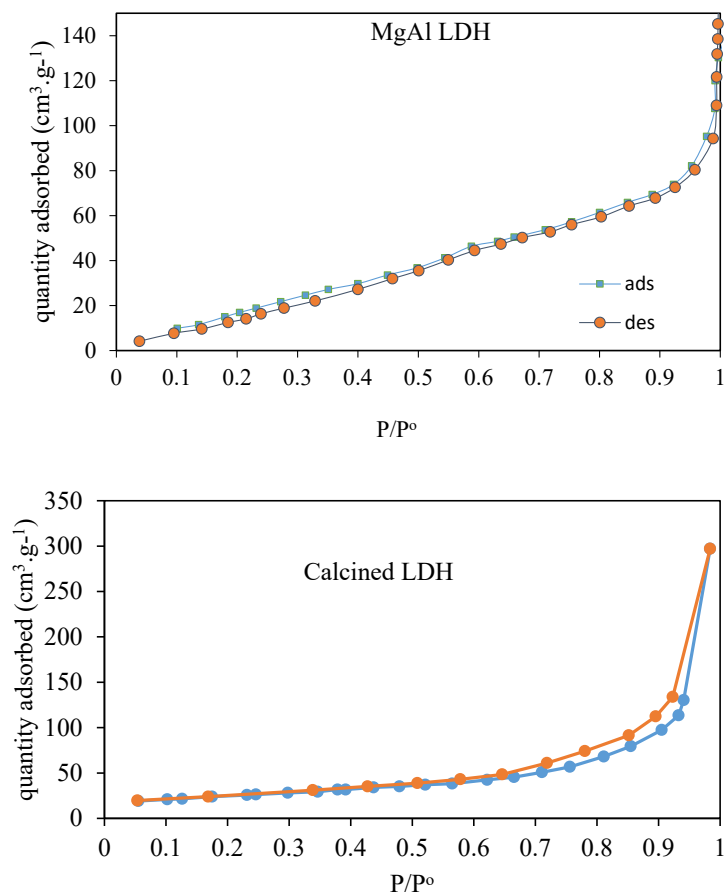 MgAl LDH
quantity adsorbed (cm³.g⁻¹)
140
120
100
80
60
40
20
0
ads
des
0 0.1 0.2 0.3 0.4 0.5 0.6 0.7 0.8 0.9 1
P/Pᵒ
Calcined LDH
quantity adsorbed (cm³.g⁻¹)
350
300
250
200
150
100
50
0
0 0.1 0.2 0.3 0.4 0.5 0.6 0.7 0.8 0.9 1
P/Pᵒ